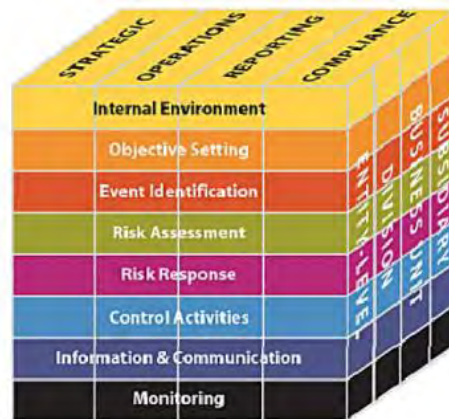 STRATEGIC
OPERATIONS
REPORTING
COMPLIANCE
Internal Environment
Objective Setting
Event Identification
Risk Assessment
Risk Response
Control Activities
Information & Communication
Monitoring
ENTITY-LEVEL
DIVISION
BUSINESS UNIT
SUBSIDIARY